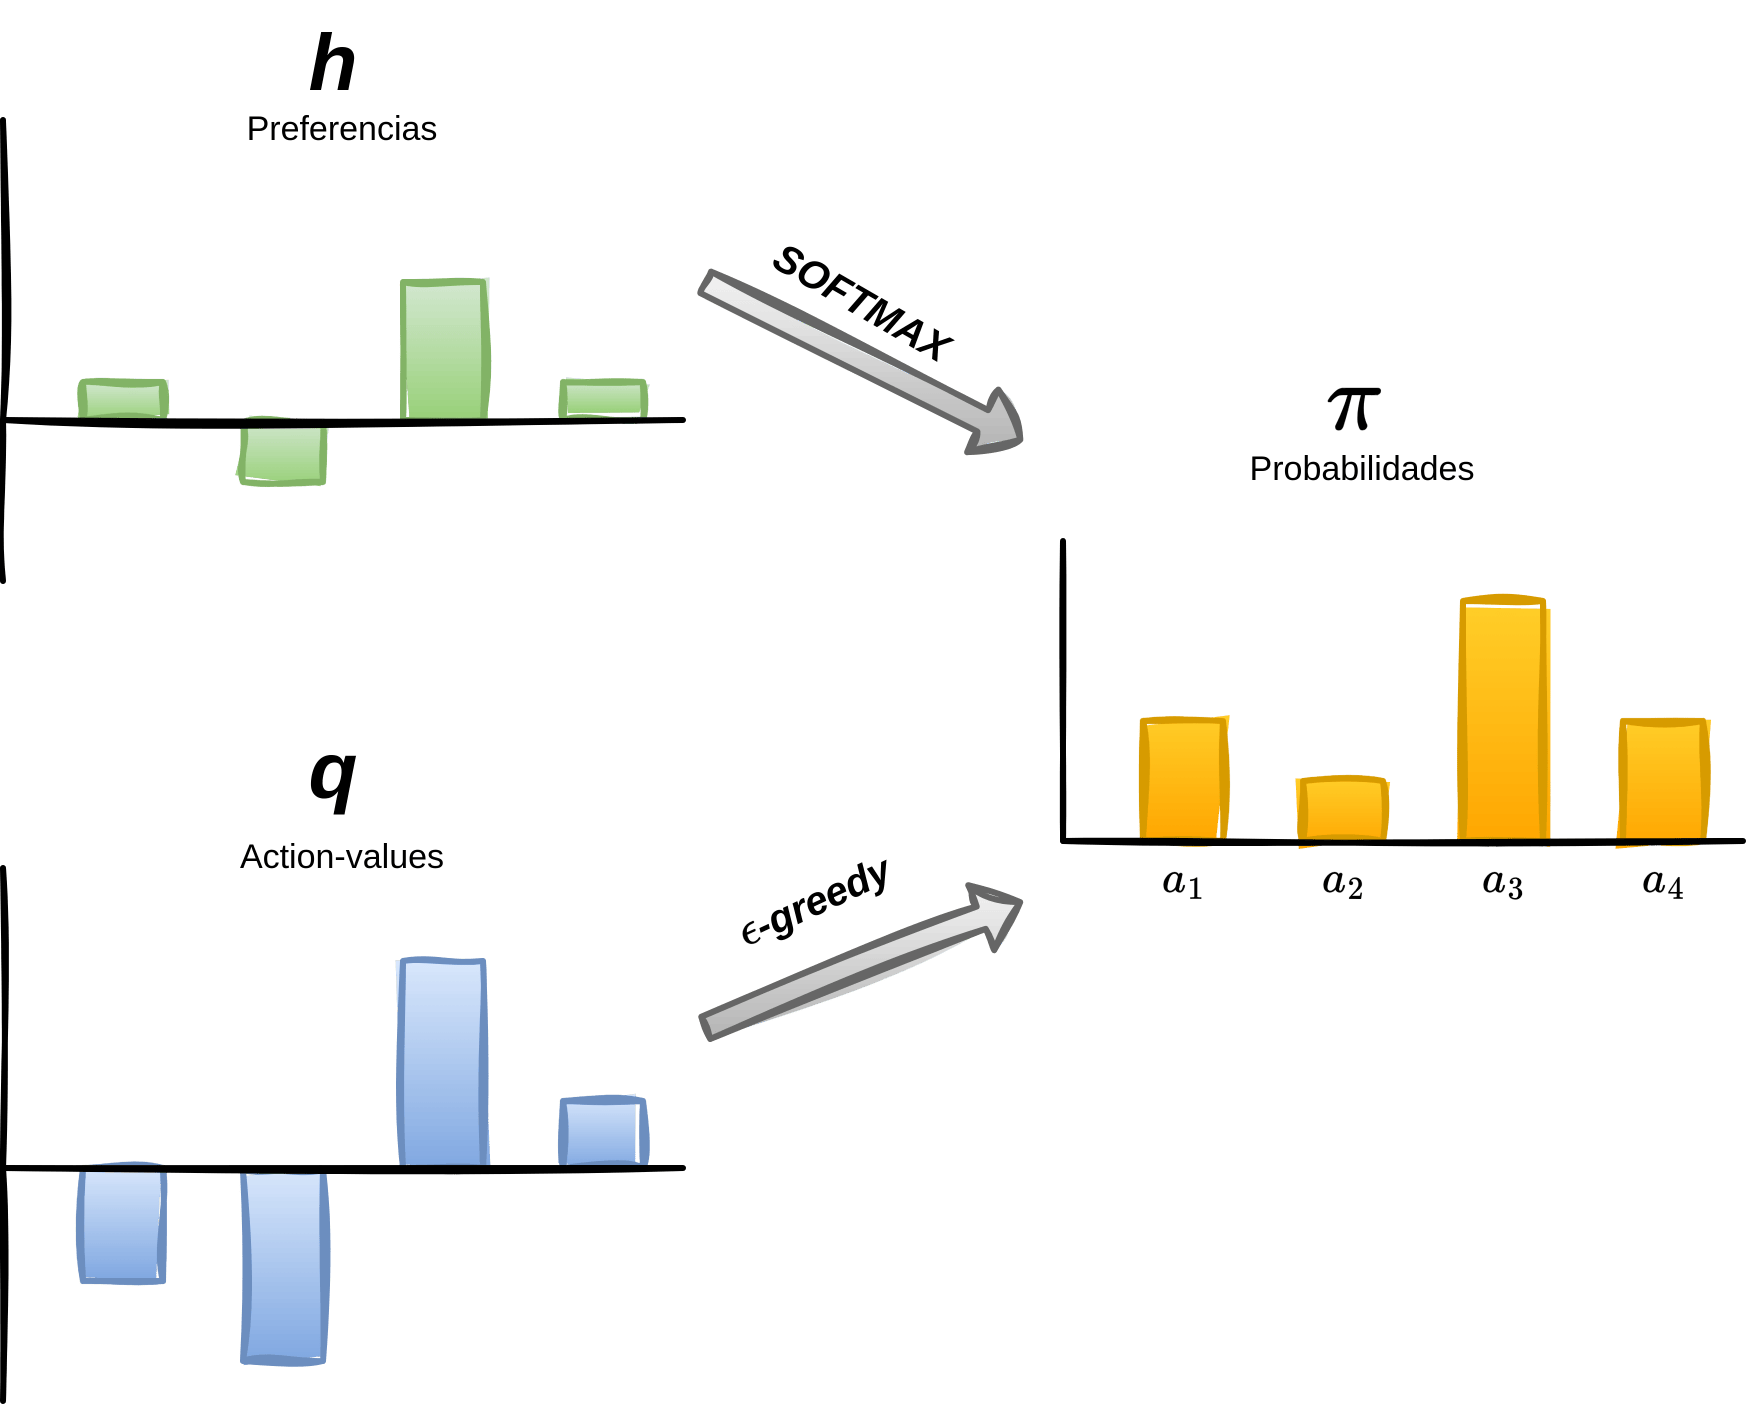 h
Preferencias
SOFTMAX
π
Probabilidades
a₁ a₂ a₃ a₄
q
Action-values
ϵ-greedy